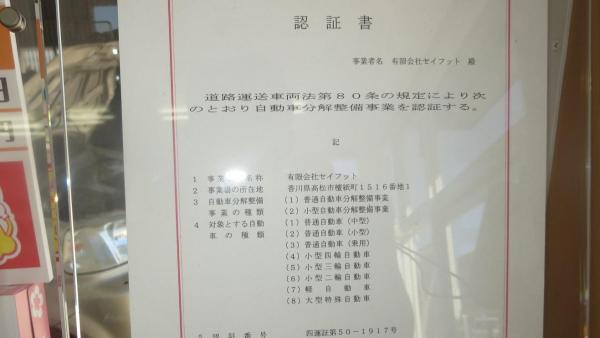 認証書
事業者名 有限会社セイフット 殿
道路運送車両法第80条の規定により次
のとおり自動車分解整備事業を認証する。
記
1 事業 名称 有限会社セイフット
2 事業場の所在地 香川県高松市檀紙町1516番地1
3 自動車分解整備 (1) 普通自動車分解整備事業
事業の種類 (2) 小型自動車分解整備事業
4 対象とする自動 (1) 普通自動車(中型)
車の種類 (2) 普通自動車(小型)
(3) 普通自動車(乗用)
(4) 小型四輪自動車
(5) 小型三輪自動車
(6) 小型二輪自動車
(7) 軽自動車
(8) 大型特殊自動車
5 認証番号 四運証第50-1917号
円
円